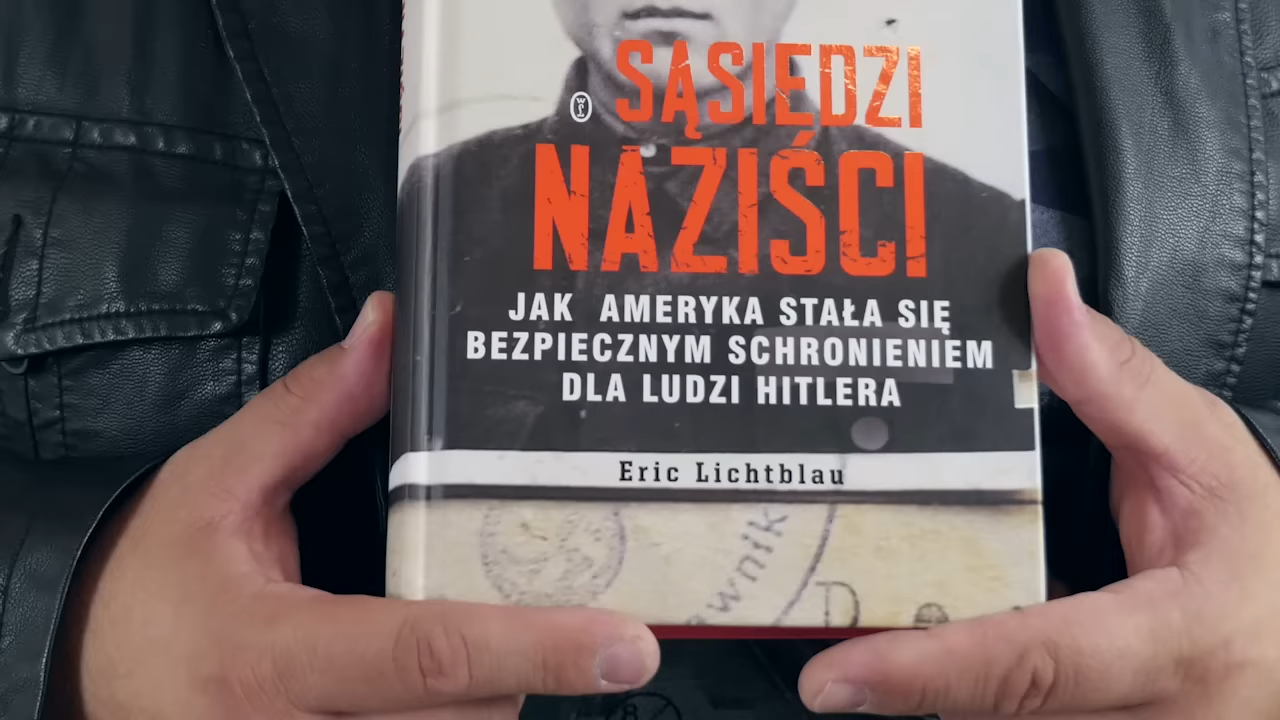 SĄSIEDZI
NAZIŚCI
JAK AMERYKA STAŁA SIĘ
BEZPIECZNYM SCHRONIENIEM
DLA LUDZI HITLERA
Eric Lichtblau